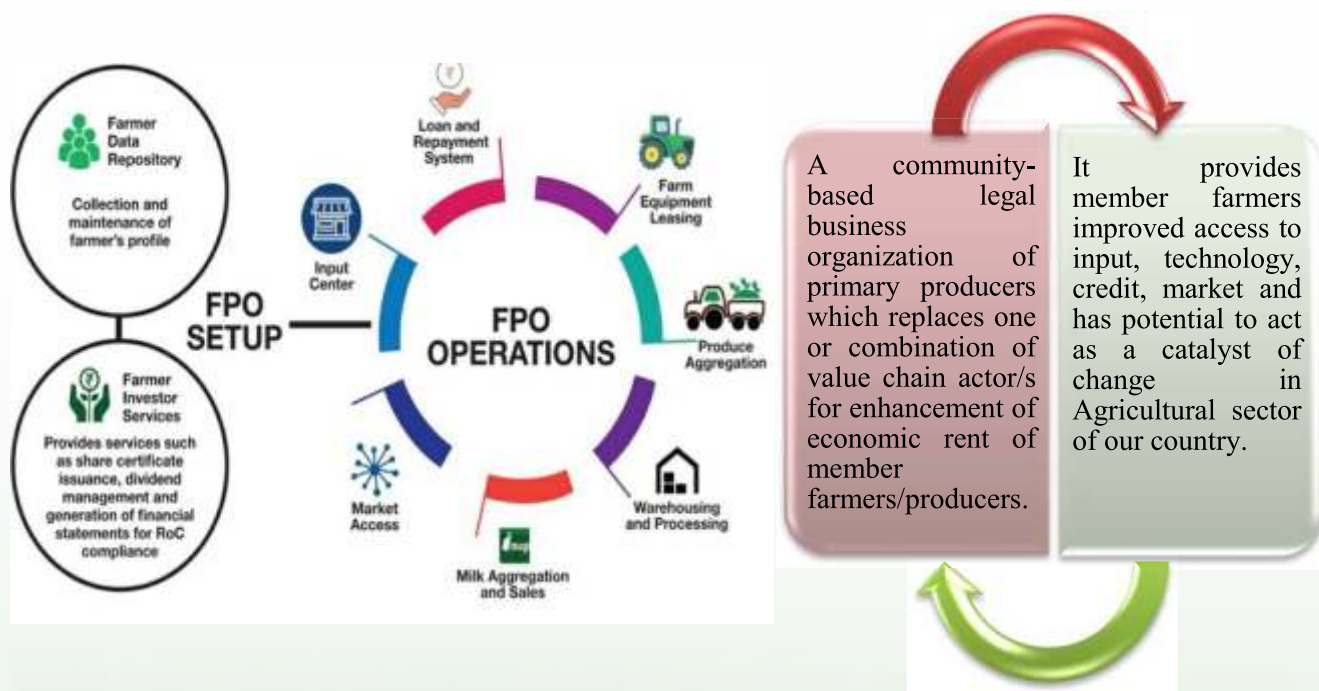 Farmer
Data
Repository
Collection and
maintenance of
farmer's profile
FPO
SETUP
Farmer
Investor
Services
Provides services such
as share certificate
issuance, dividend
management and
generation of financial
statements for RoC
compliance
FPO
OPERATIONS
Loan and
Repayment
System
Farm
Equipment
Leasing
Produce
Aggregation
Warehousing
and Processing
Milk Aggregation
and Sales
Market
Access
Input
Center
A community-
based legal
business
organization of
primary producers
which replaces one
or combination of
value chain actor/s
for enhancement of
economic rent of
member
farmers/producers.
It provides
member farmers
improved access to
input, technology,
credit, market and
has potential to act
as a catalyst of
change in
Agricultural sector
of our country.